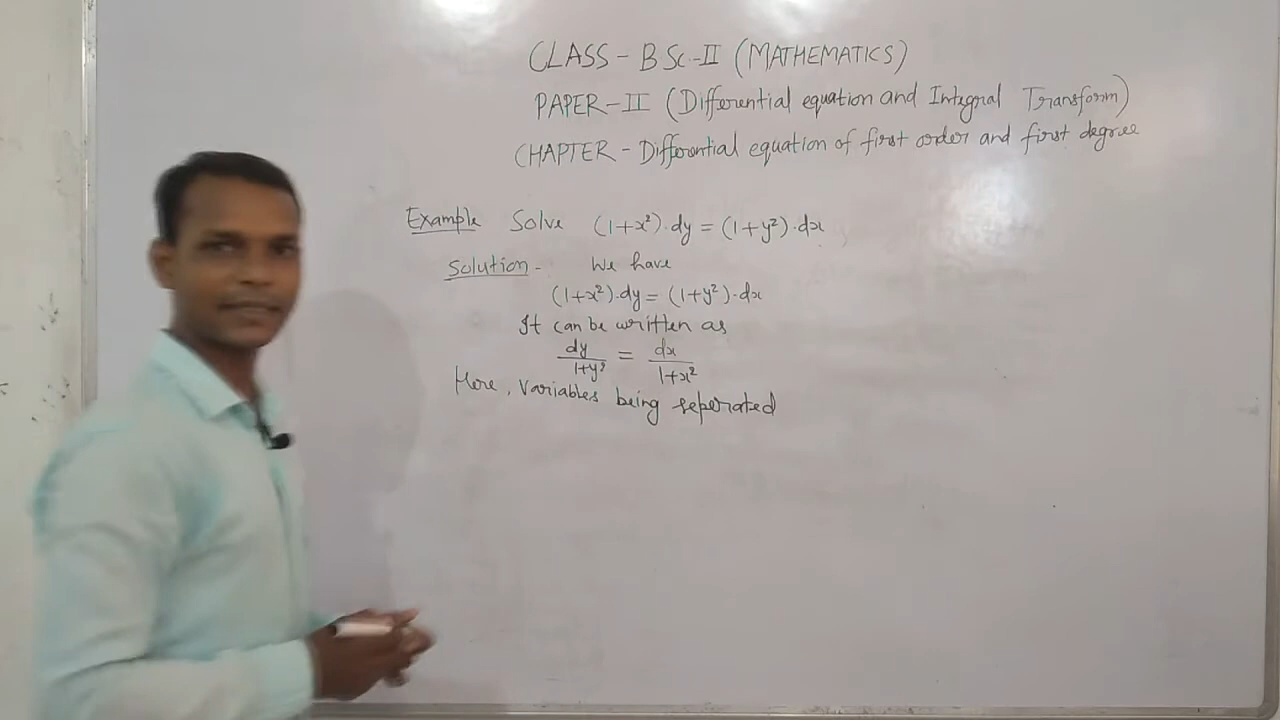 CLASS - B Sc-II (MATHEMATICS)
PAPER-II (Differential equation and Integral Transform)
CHAPTER - Differential equation of first order and first degree
Example Solve (1+x²).dy = (1+y²).dx
Solution - We have
(1+x²).dy = (1+y²).dx
It can be written as
dy/1+y² = dx/1+x²
Here, variables being seperated